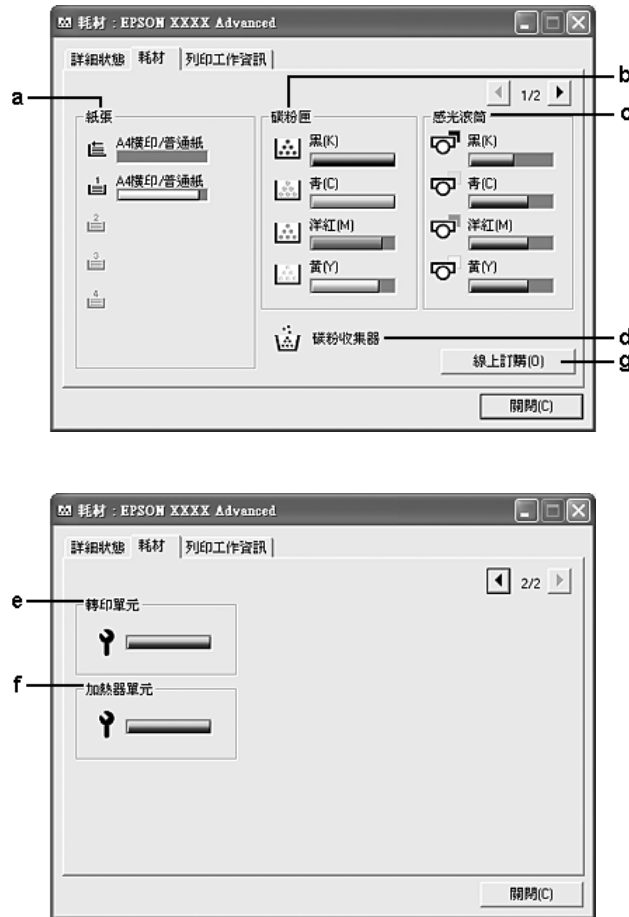 耗材 : EPSON XXXX Advanced
詳細狀態 耗材 列印工作資訊
b
1/2
a
c
紙張 碳粉匣 感光滾筒
A4橫印/普通紙 黑(K) 黑(K)
1 A4橫印/普通紙 青(C) 青(C)
2 洋紅(M) 洋紅(M)
3 黃(Y) 黃(Y)
4
碳粉收集器 d
線上訂購(O) g
關閉(C)
耗材 : EPSON XXXX Advanced
詳細狀態 耗材 列印工作資訊
2/2
e 轉印單元
f 加熱器單元
關閉(C)